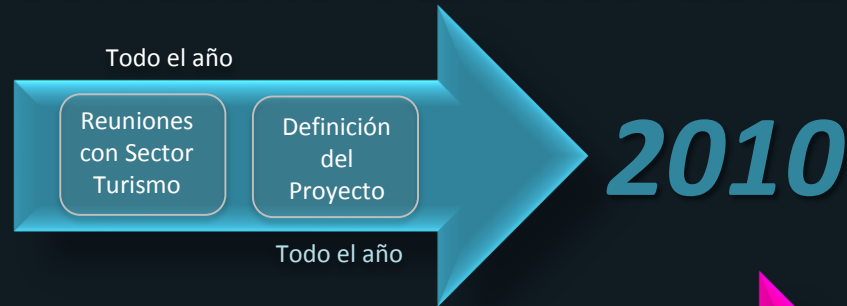 Todo el año
Reuniones
con Sector
Turismo
Definición
del
Proyecto
Todo el año
2010